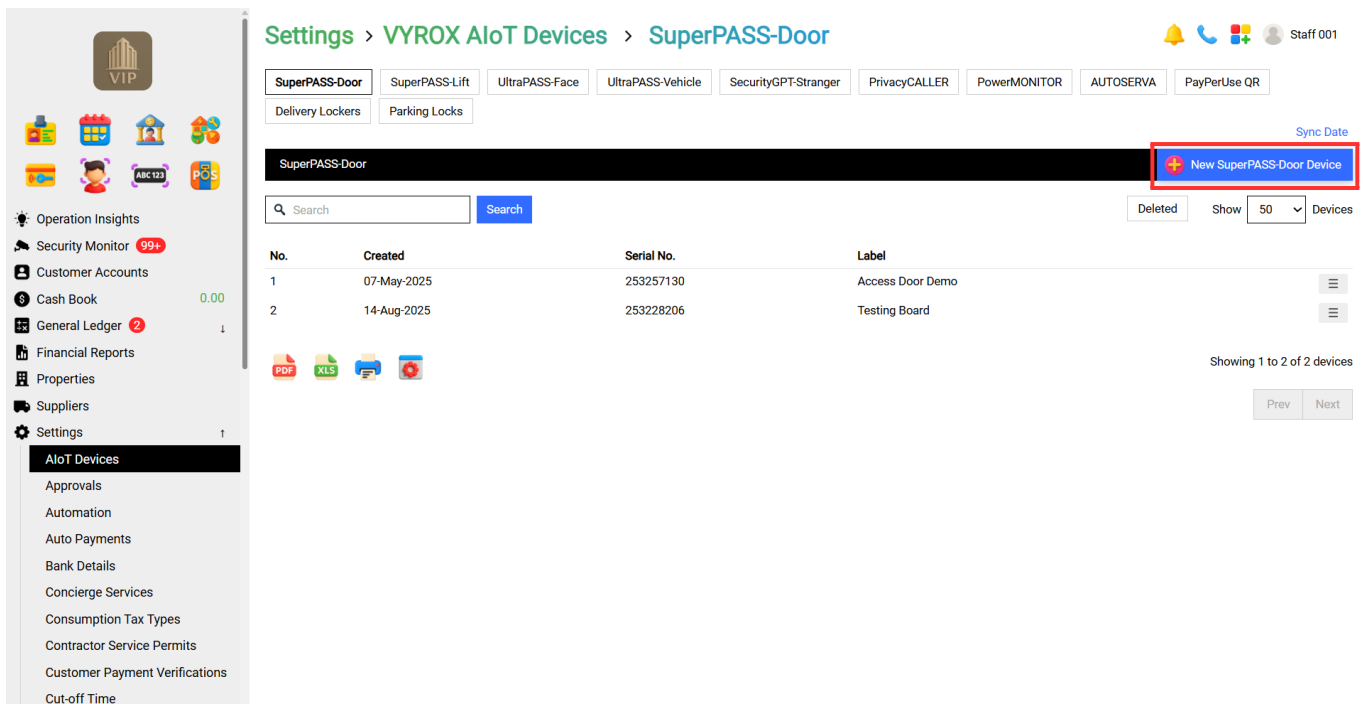 VIP
ABC 123
POS
Operation Insights
Security Monitor 99+
Customer Accounts
Cash Book 0.00
General Ledger 2 ↓
Financial Reports
Properties
Suppliers
Settings ↑
AIoT Devices
Approvals
Automation
Auto Payments
Bank Details
Concierge Services
Consumption Tax Types
Contractor Service Permits
Customer Payment Verifications
Cut-off Time
Settings > VYROX AIoT Devices > SuperPASS-Door
Staff 001
SuperPASS-Door SuperPASS-Lift UltraPASS-Face UltraPASS-Vehicle SecurityGPT-Stranger PrivacyCALLER PowerMONITOR AUTOSERVA PayPerUse QR
Delivery Lockers Parking Locks
Sync Date
SuperPASS-Door New SuperPASS-Door Device
Search Search Deleted Show 50 Devices
No. Created Serial No. Label
1 07-May-2025 253257130 Access Door Demo
2 14-Aug-2025 253228206 Testing Board
PDF XLS Showing 1 to 2 of 2 devices
Prev Next